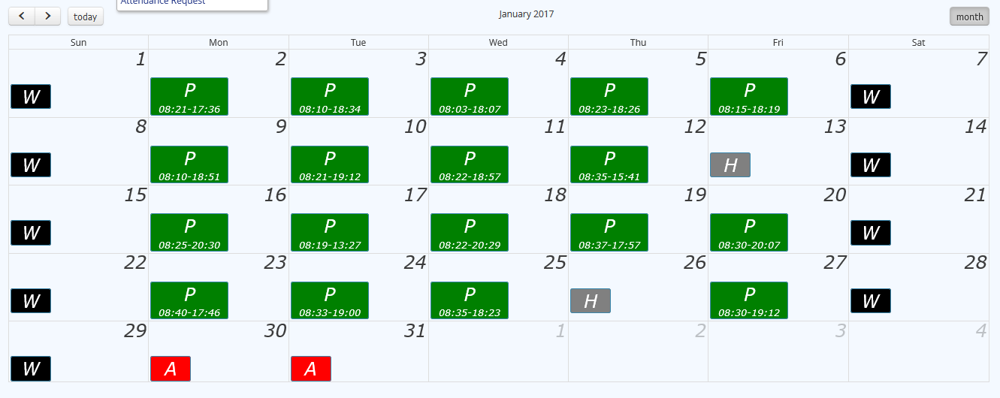 Attendance Request
today
January 2017
month
Sun Mon Tue Wed Thu Fri Sat
1 2 3 4 5 6 7
W P P P P P W
08:21-17:36 08:10-18:34 08:03-18:07 08:23-18:26 08:15-18:19
8 9 10 11 12 13 14
W P P P P H W
08:10-18:51 08:21-19:12 08:22-18:57 08:35-15:41
15 16 17 18 19 20 21
W P P P P P W
08:25-20:30 08:19-13:27 08:22-20:29 08:37-17:57 08:30-20:07
22 23 24 25 26 27 28
W P P P H P W
08:40-17:46 08:33-19:00 08:35-18:23 08:30-19:12
29 30 31 1 2 3 4
W A A